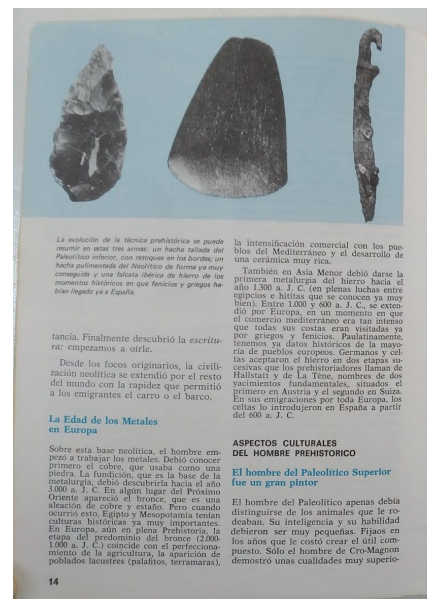 La evolución de la técnica prehistórica se puede
resumir en estas tres armas: un hacha tallada del
Paleolítico inferior, con retoques en los bordes; un
hacha pulimentada del Neolítico de forma ya muy
conseguida y una falcata ibérica de hierro de los
momentos históricos en que fenicios y griegos ha-
bían llegado ya a España.
tancia. Finalmente descubrió la escritu-
ra; empezamos a oírle.
Desde los focos originarios, la civili-
zación neolítica se extendió por el resto
del mundo con la rapidez que permitió
a los emigrantes el carro o el barco.
La Edad de los Metales
en Europa
Sobre esta base neolítica, el hombre em-
pezó a trabajar los metales. Debió conocer
primero el cobre, que usaba como una
piedra. La fundición, que es la base de la
metalurgia, debió descubrirla hacia el año
3.000 a. J. C. En algún lugar del Próximo
Oriente apareció el bronce, que es una
aleación de cobre y estaño. Pero cuando
ocurrió esto, Egipto y Mesopotamia tenían
culturas históricas ya muy importantes.
En Europa, aún en plena Prehistoria, la
etapa del predominio del bronce (2.000-
1.000 a. J. C.) coincide con el perfecciona-
miento de la agricultura, la aparición de
poblados lacustres (palafitos, terramaras),
14
la intensificación comercial con los pue-
blos del Mediterráneo y el desarrollo de
una cerámica muy rica.
También en Asia Menor debió darse la
primera metalurgia del hierro hacia el
año 1.300 a. J. C. (en plenas luchas entre
egipcios e hititas que se conocen ya muy
bien). Entre 1.000 y 600 a. J. C., se exten-
dió por Europa, en un momento en que
el comercio mediterráneo era tan intenso
que todas sus costas eran visitadas ya
por griegos y fenicios. Paulatinamente,
tenemos ya datos históricos de la mayo-
ría de pueblos europeos. Germanos y cel-
tas aceptaron el hierro en dos etapas su-
cesivas que los prehistoriadores llaman de
Hallstatt y de La Tène, nombres de dos
yacimientos fundamentales, situados el
primero en Austria y el segundo en Suiza.
En sus emigraciones por toda Europa, los
celtas lo introdujeron en España a partir
del 600 a. J. C.
ASPECTOS CULTURALES
DEL HOMBRE PREHISTORICO
El hombre del Paleolítico Superior
fue un gran pintor
El hombre del Paleolítico apenas debía
distinguirse de los animales que le ro-
deaban. Su inteligencia y su habilidad
debieron ser muy pequeñas. Fijaos en
los años que le costó crear el útil com-
puesto. Sólo el hombre de Cro-Magnon
demostró unas cualidades muy superio-